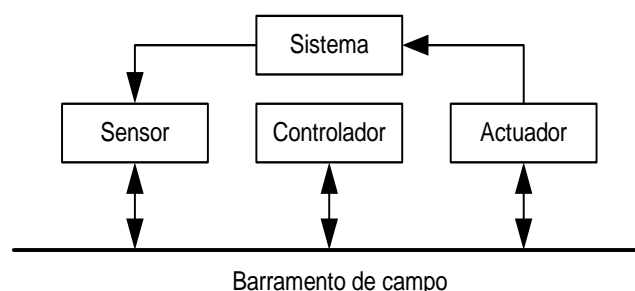 Sistema
Sensor
Controlador
Actuador
Barramento de campo